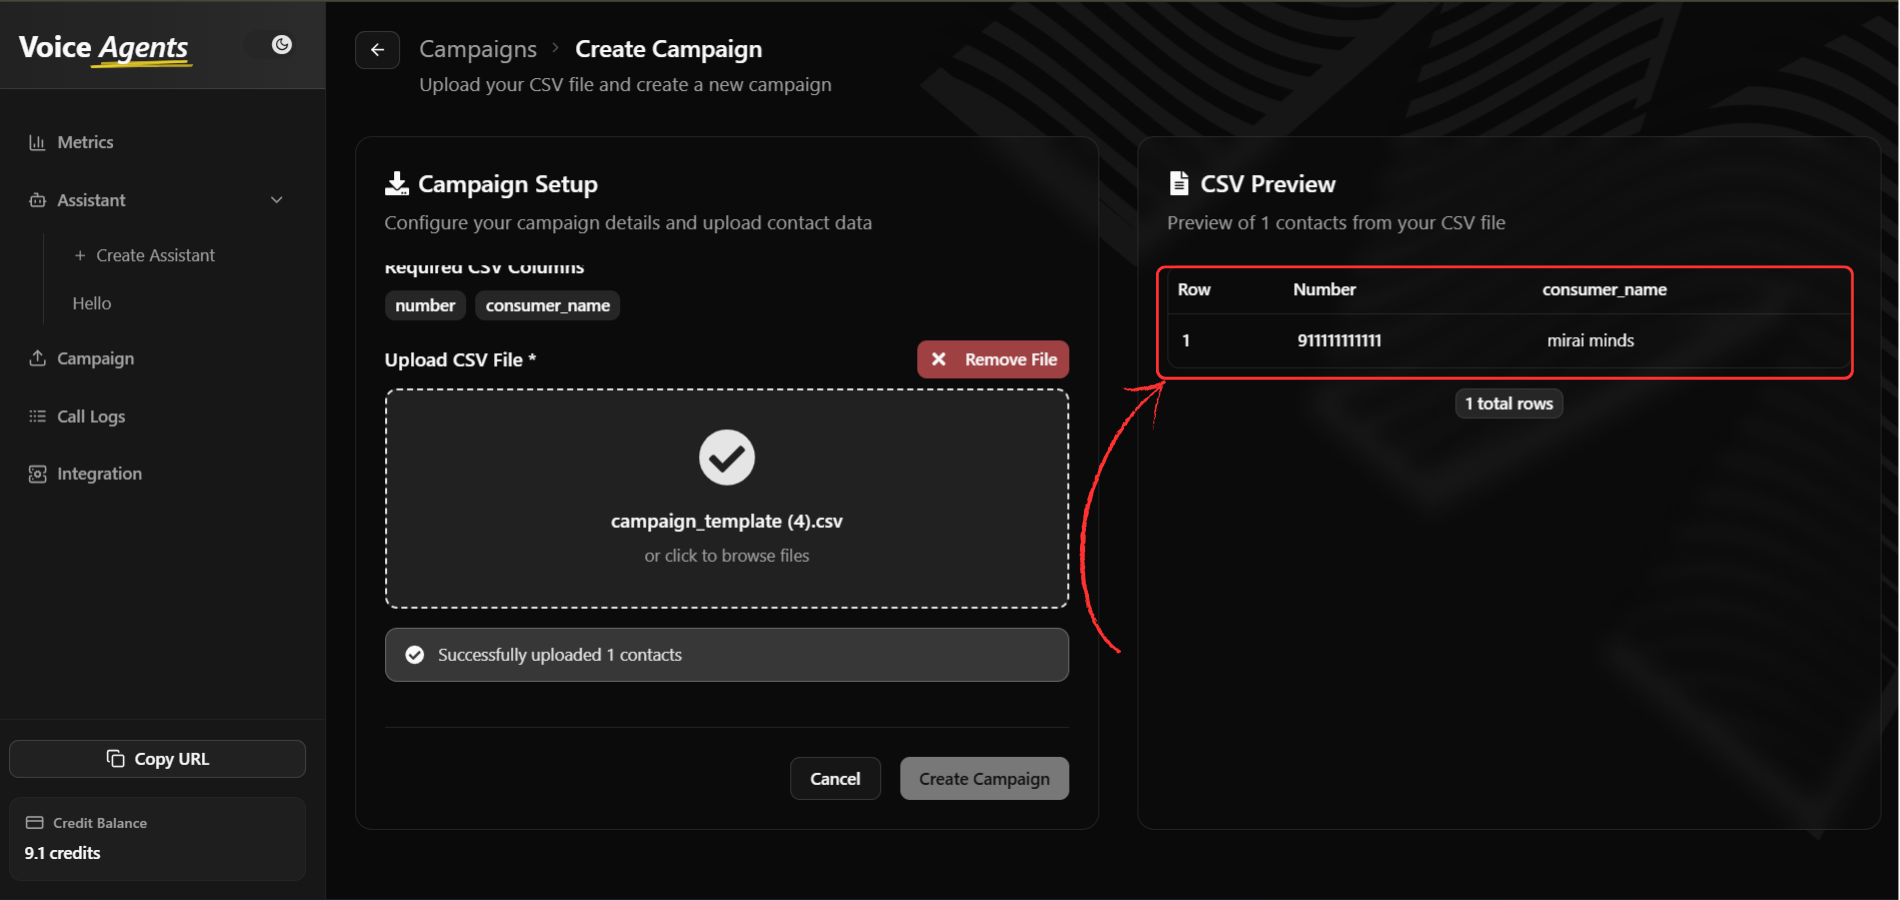 Voice Agents
Metrics
Assistant
+ Create Assistant
Hello
Campaign
Call Logs
Integration
Copy URL
Credit Balance
9.1 credits
Campaigns > Create Campaign
Upload your CSV file and create a new campaign
Campaign Setup
Configure your campaign details and upload contact data
Required CSV Columns
number consumer_name
Upload CSV File *
Remove File
campaign_template (4).csv
or click to browse files
Successfully uploaded 1 contacts
Cancel Create Campaign
CSV Preview
Preview of 1 contacts from your CSV file
Row Number consumer_name
1 911111111111 mirai minds
1 total rows